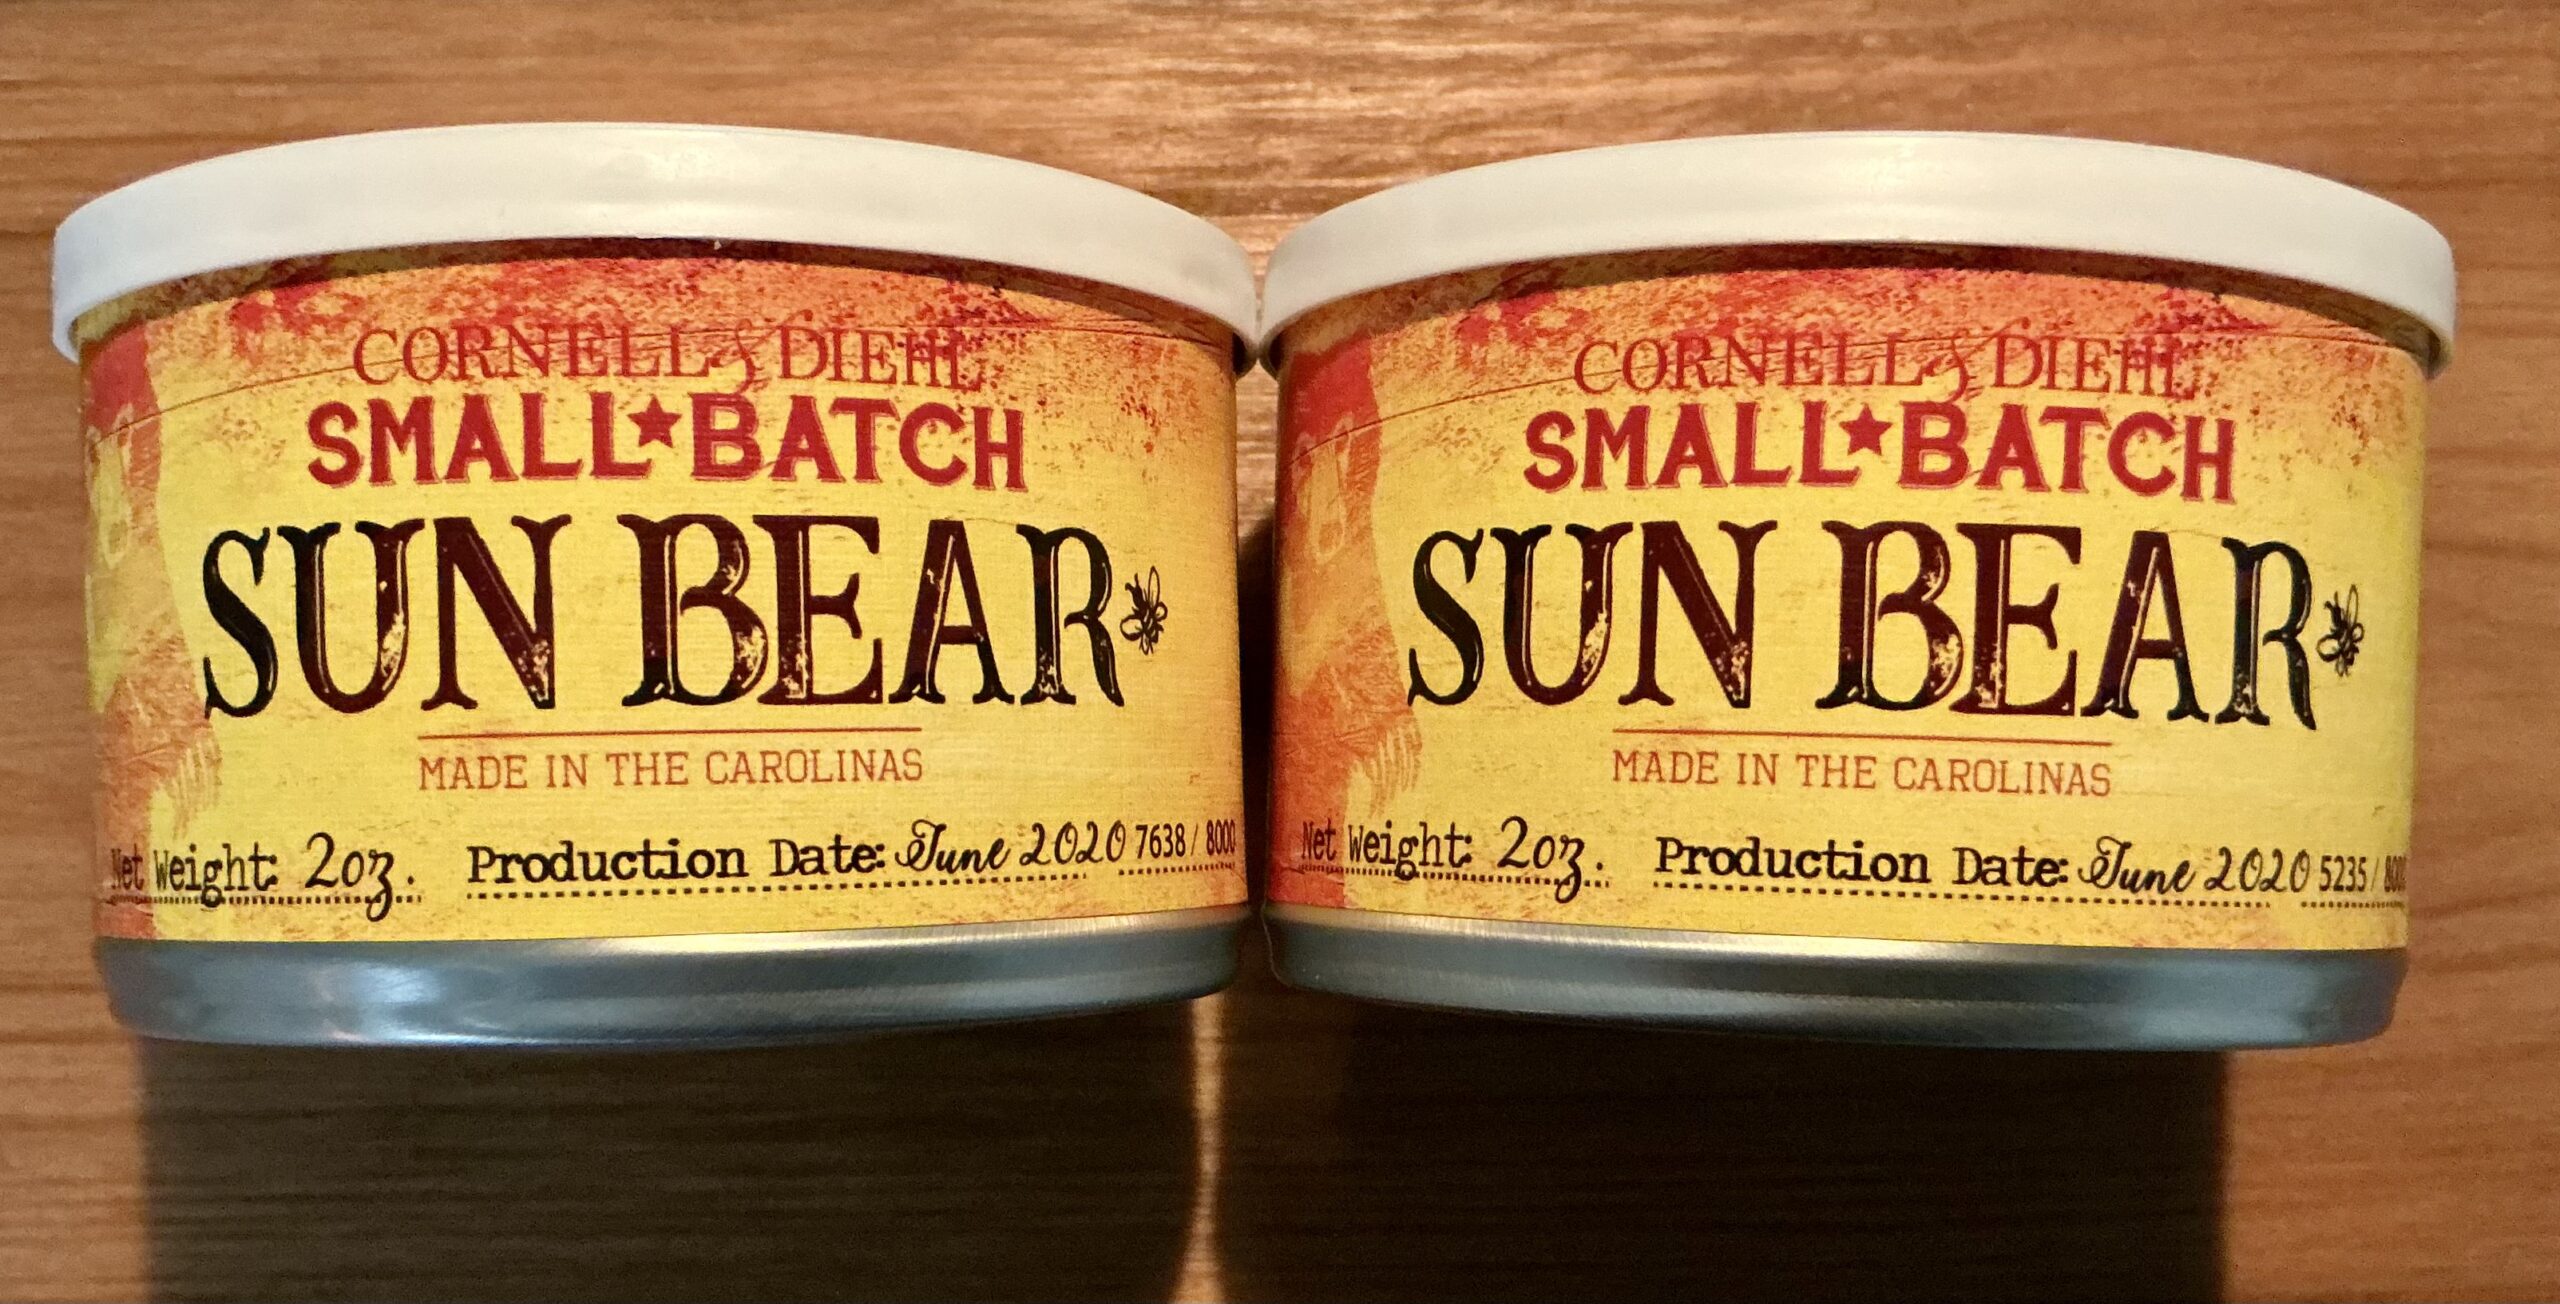 CORNELL & DIEHL
SMALL★BATCH
SUN BEAR
MADE IN THE CAROLINAS
Net Weight: 2oz. Production Date: June 2020 7638 / 8000
CORNELL & DIEHL
SMALL★BATCH
SUN BEAR
MADE IN THE CAROLINAS
Net Weight: 2oz. Production Date: June 2020 5235 / 8000